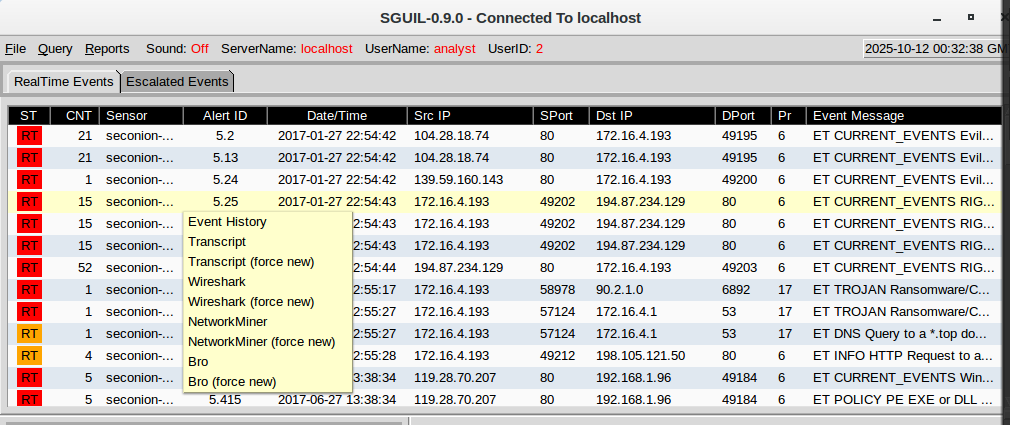 SGUIL-0.9.0 - Connected To localhost
File Query Reports Sound: Off ServerName: localhost UserName: analyst UserID: 2 2025-10-12 00:32:38 GM
RealTime Events Escalated Events
ST CNT Sensor Alert ID Date/Time Src IP SPort Dst IP DPort Pr Event Message
RT 21 seconion-... 5.2 2017-01-27 22:54:42 104.28.18.74 80 172.16.4.193 49195 6 ET CURRENT_EVENTS Evil...
RT 21 seconion-... 5.13 2017-01-27 22:54:42 104.28.18.74 80 172.16.4.193 49195 6 ET CURRENT_EVENTS Evil...
RT 1 seconion-... 5.24 2017-01-27 22:54:42 139.59.160.143 80 172.16.4.193 49200 6 ET CURRENT_EVENTS Evil...
RT 15 seconion-... 5.25 2017-01-27 22:54:43 172.16.4.193 49202 194.87.234.129 80 6 ET CURRENT_EVENTS RIG...
RT 15 seconion-... Event History 2:54:43 172.16.4.193 49202 194.87.234.129 80 6 ET CURRENT_EVENTS RIG...
RT 15 seconion-... Transcript 2:54:43 172.16.4.193 49202 194.87.234.129 80 6 ET CURRENT_EVENTS RIG...
RT 52 seconion-... Transcript (force new) 2:54:44 194.87.234.129 80 172.16.4.193 49203 6 ET CURRENT_EVENTS RIG...
RT 1 seconion-... Wireshark 2:55:17 172.16.4.193 58978 90.2.1.0 6892 17 ET TROJAN Ransomware/C...
RT 1 seconion-... Wireshark (force new) 2:55:27 172.16.4.193 57124 172.16.4.1 53 17 ET TROJAN Ransomware/C...
RT 1 seconion-... NetworkMiner 2:55:27 172.16.4.193 57124 172.16.4.1 53 17 ET DNS Query to a *.top do...
NetworkMiner (force new)
RT 4 seconion-... Bro 2:55:28 172.16.4.193 49212 198.105.121.50 80 6 ET INFO HTTP Request to a...
RT 5 seconion-... Bro (force new) 3:38:34 119.28.70.207 80 192.168.1.96 49184 6 ET CURRENT_EVENTS Win...
RT 5 seconion-... 5.415 2017-06-27 13:38:34 119.28.70.207 80 192.168.1.96 49184 6 ET POLICY PE EXE or DLL ...